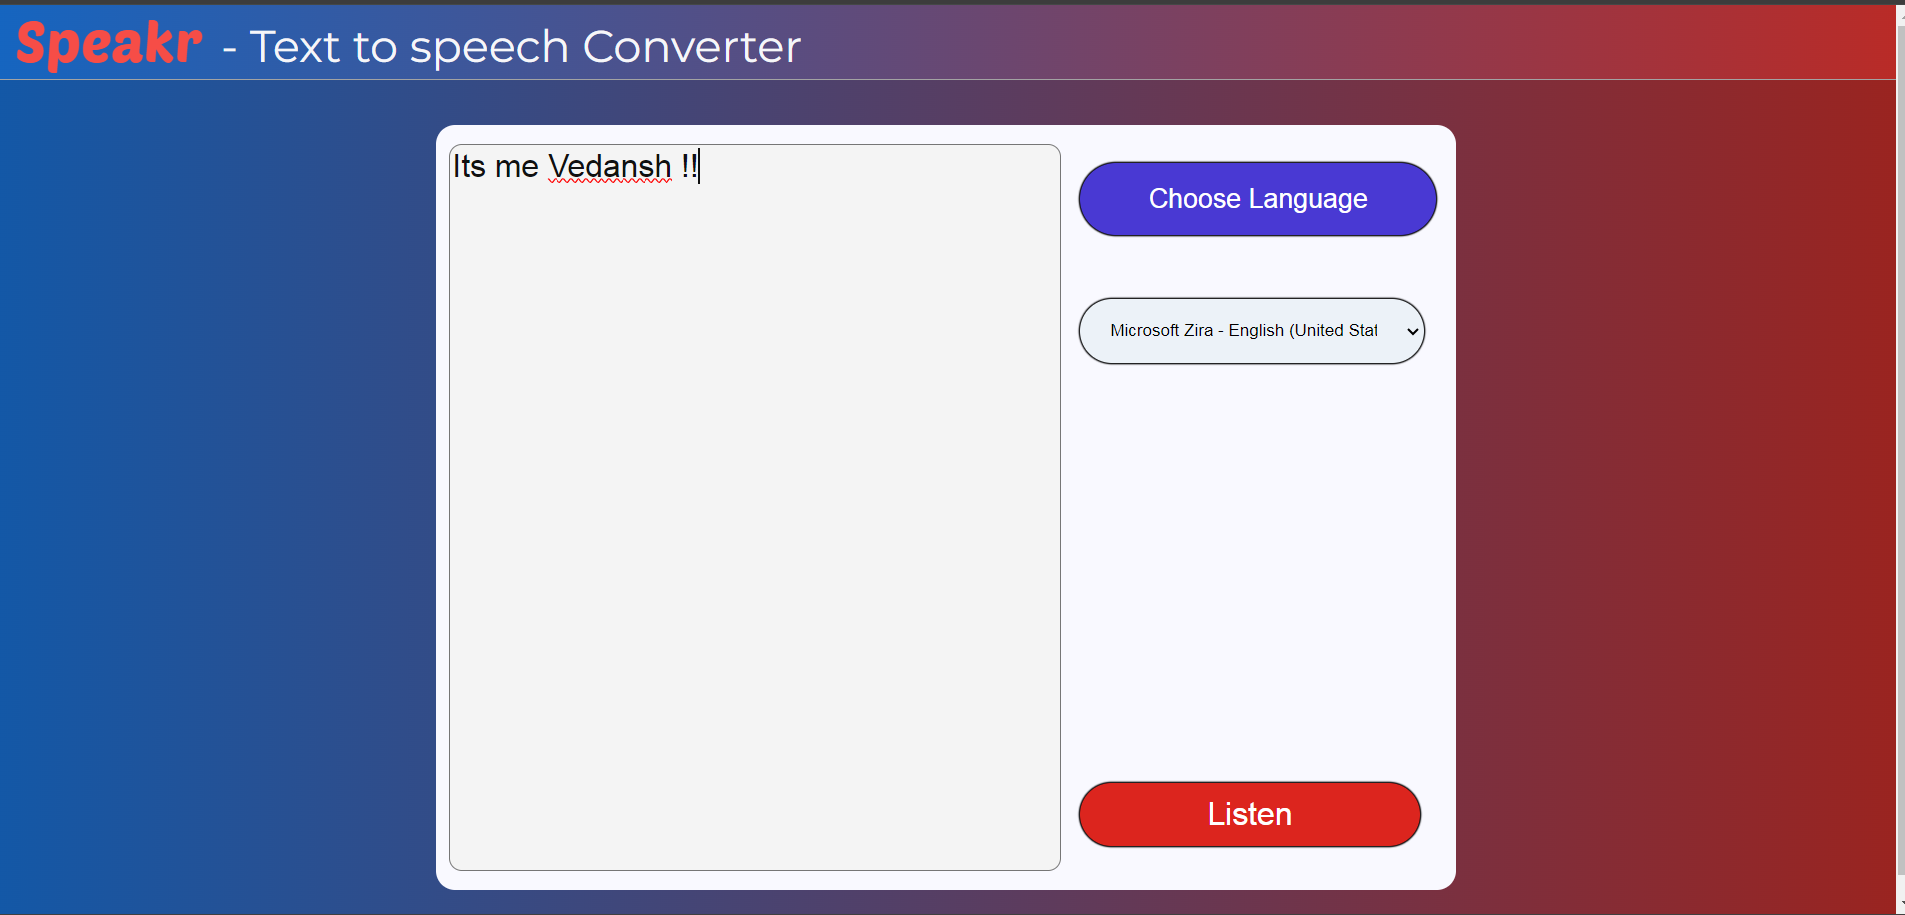 Speakr - Text to speech Converter
Its me Vedansh !!
Choose Language
Microsoft Zira - English (United Stat
Listen